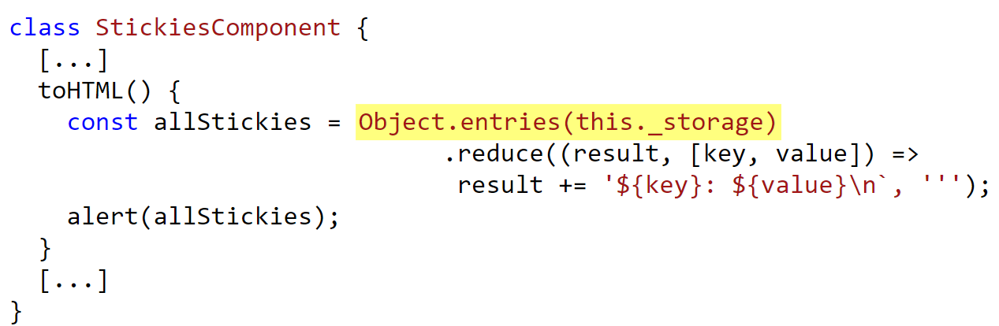 class StickiesComponent {
[...]
toHTML() {
const allStickies = Object.entries(this._storage)
.reduce((result, [key, value]) =>
result += '${key}: ${value}\n`, ''');
alert(allStickies);
}
[...]
}